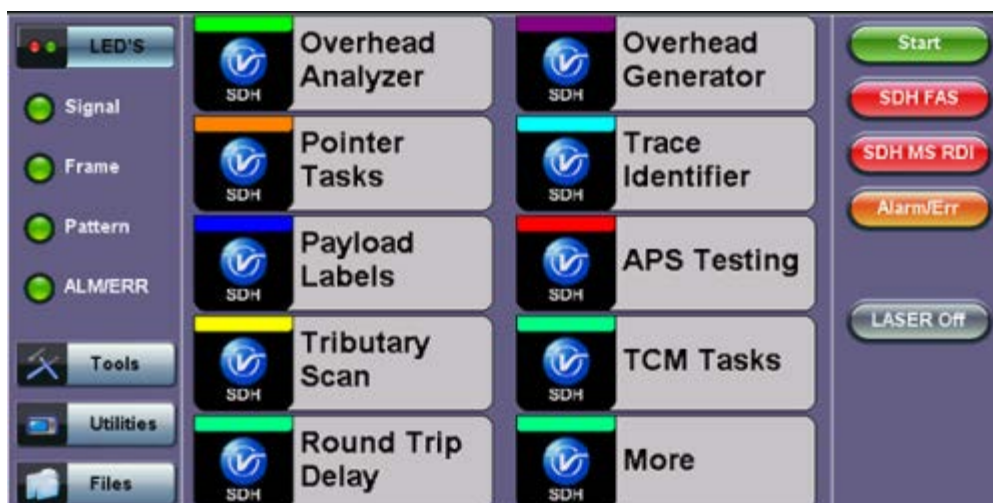 LED'S
Signal
Frame
Pattern
ALM/ERR
Tools
Utilities
Files
SDH
Overhead
Analyzer
SDH
Overhead
Generator
SDH
Pointer
Tasks
SDH
Trace
Identifier
SDH
Payload
Labels
SDH
APS Testing
SDH
Tributary
Scan
SDH
TCM Tasks
SDH
Round Trip
Delay
SDH
More
Start
SDH FAS
SDH MS RDI
Alarm/Err
LASER Off